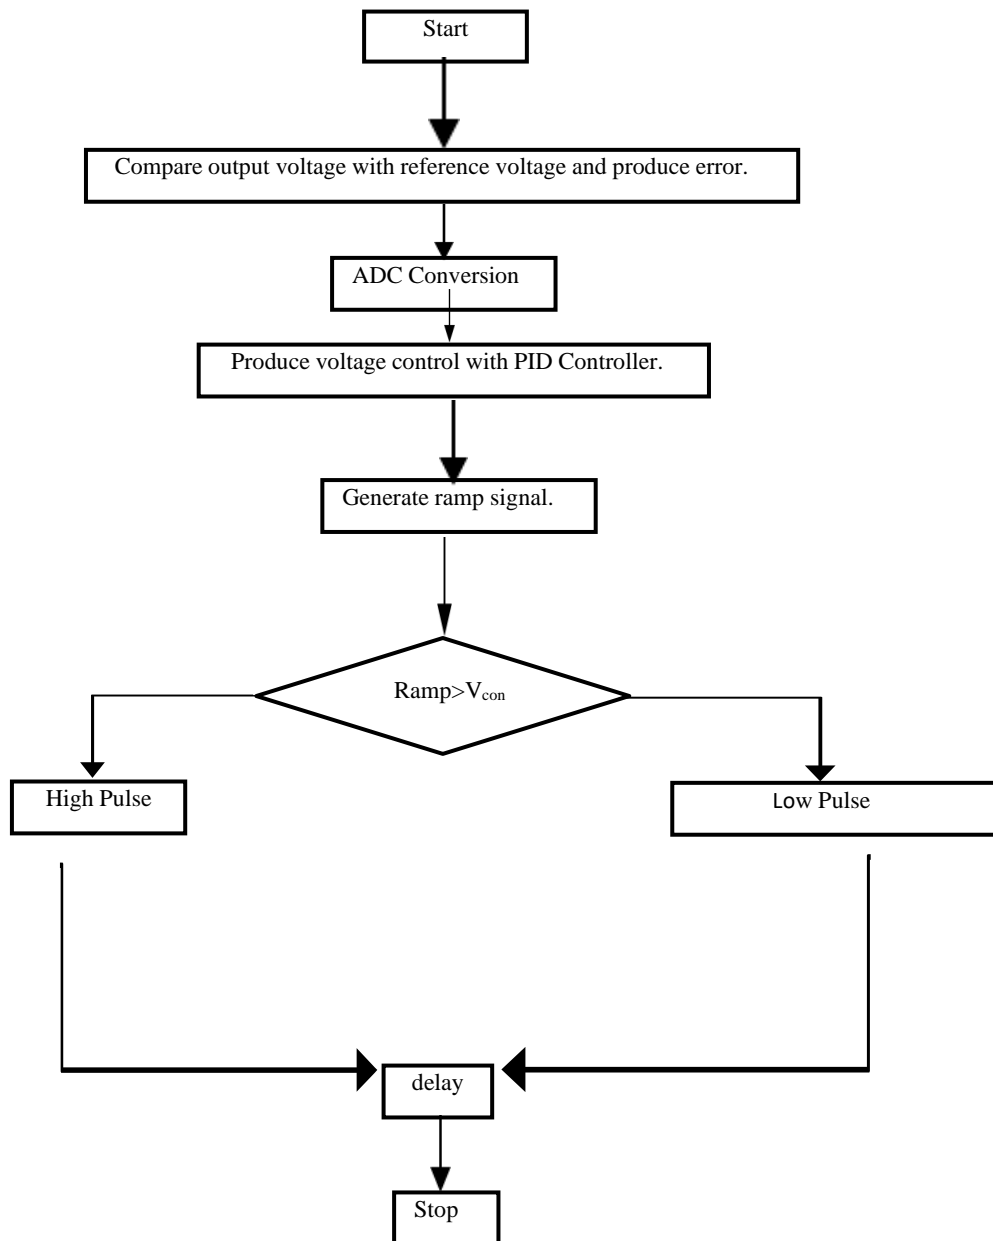 Start
Compare output voltage with reference voltage and produce error.
ADC Conversion
Produce voltage control with PID Controller.
Generate ramp signal.
Ramp>Vcon
High Pulse
Low Pulse
delay
Stop